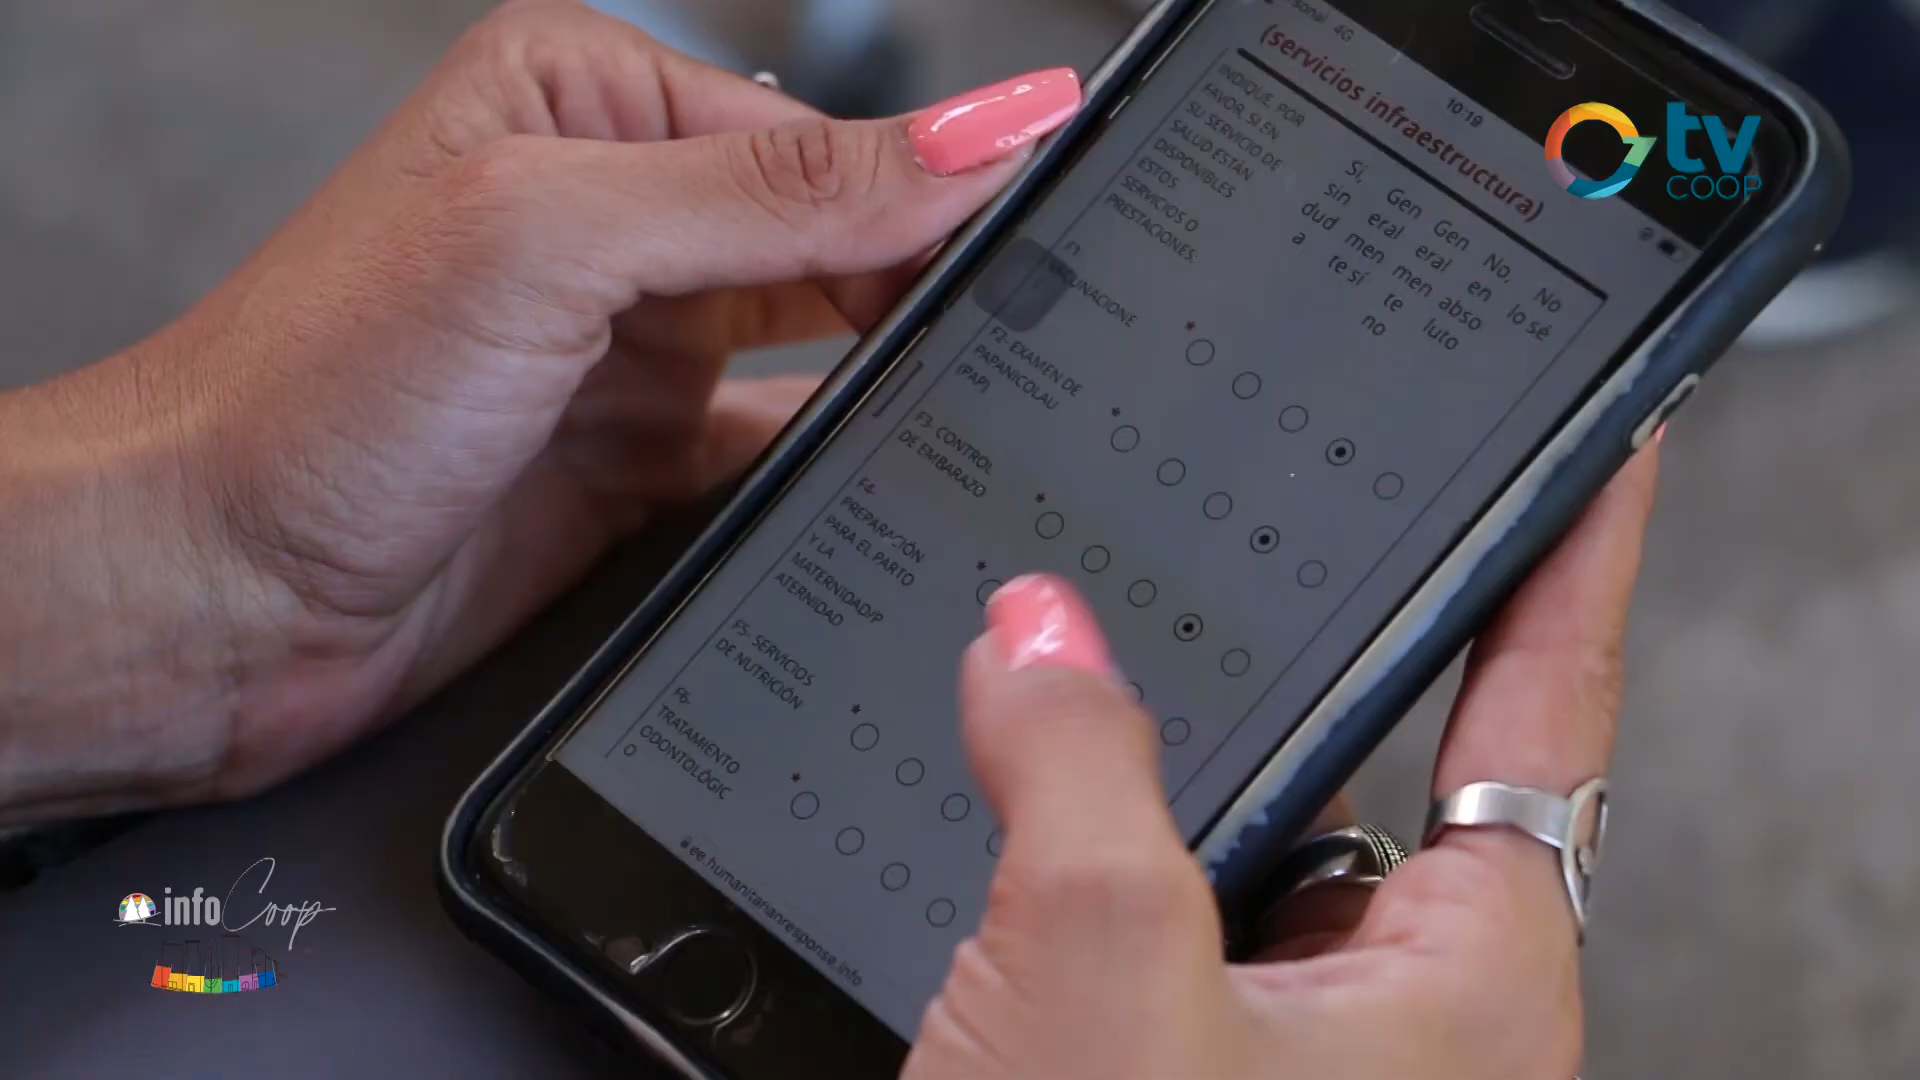 4G
10:19
(servicios infraestructura)
INDIQUE, POR
FAVOR, SI EN
SU SERVICIO DE
SALUD ESTÁN
DISPONIBLES
ESTOS
SERVICIOS O
PRESTACIONES:
Sí,
sin
dud
a
Gen
eral
men
te sí
Gen
eral
men
te
no
No,
en
abso
luto
No
lo sé
F1
*
F2- EXAMEN DE
PAPANICOLAU
(PAP)
*
F3- CONTROL
DE EMBARAZO
*
F4-
PREPARACIÓN
PARA EL PARTO
Y LA
MATERNIDAD/P
ATERNIDAD
*
F5- SERVICIOS
DE NUTRICIÓN
*
F6-
TRATAMIENTO
ODONTOLÓGIC
O
*
ee.humanitarianresponse.info
tv
COOP
info Coop